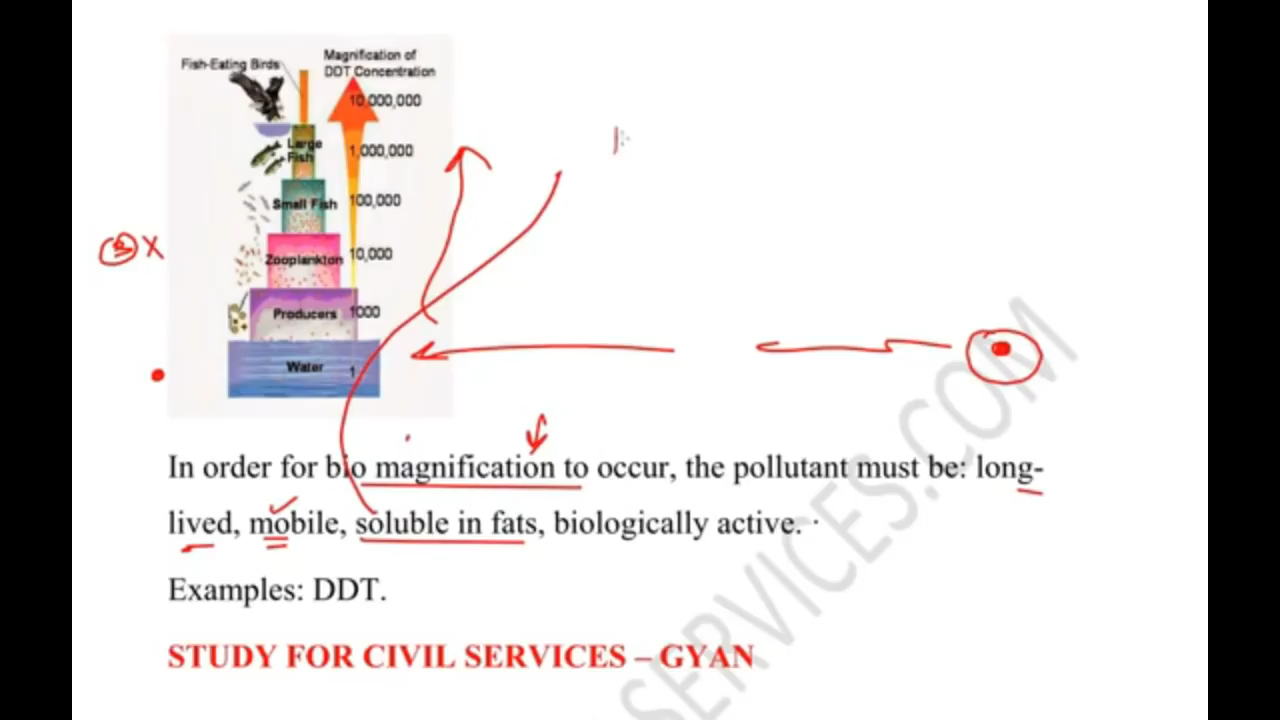 Fish-Eating Birds
Magnification of
DDT Concentration
10,000,000
Large
Fish
1,000,000
Small Fish
100,000
Zooplankton
10,000
Producers
1000
Water
1
X
In order for bio magnification to occur, the pollutant must be: long-
lived, mobile, soluble in fats, biologically active. ·
Examples: DDT.
STUDY FOR CIVIL SERVICES – GYAN
SERVICES.COM